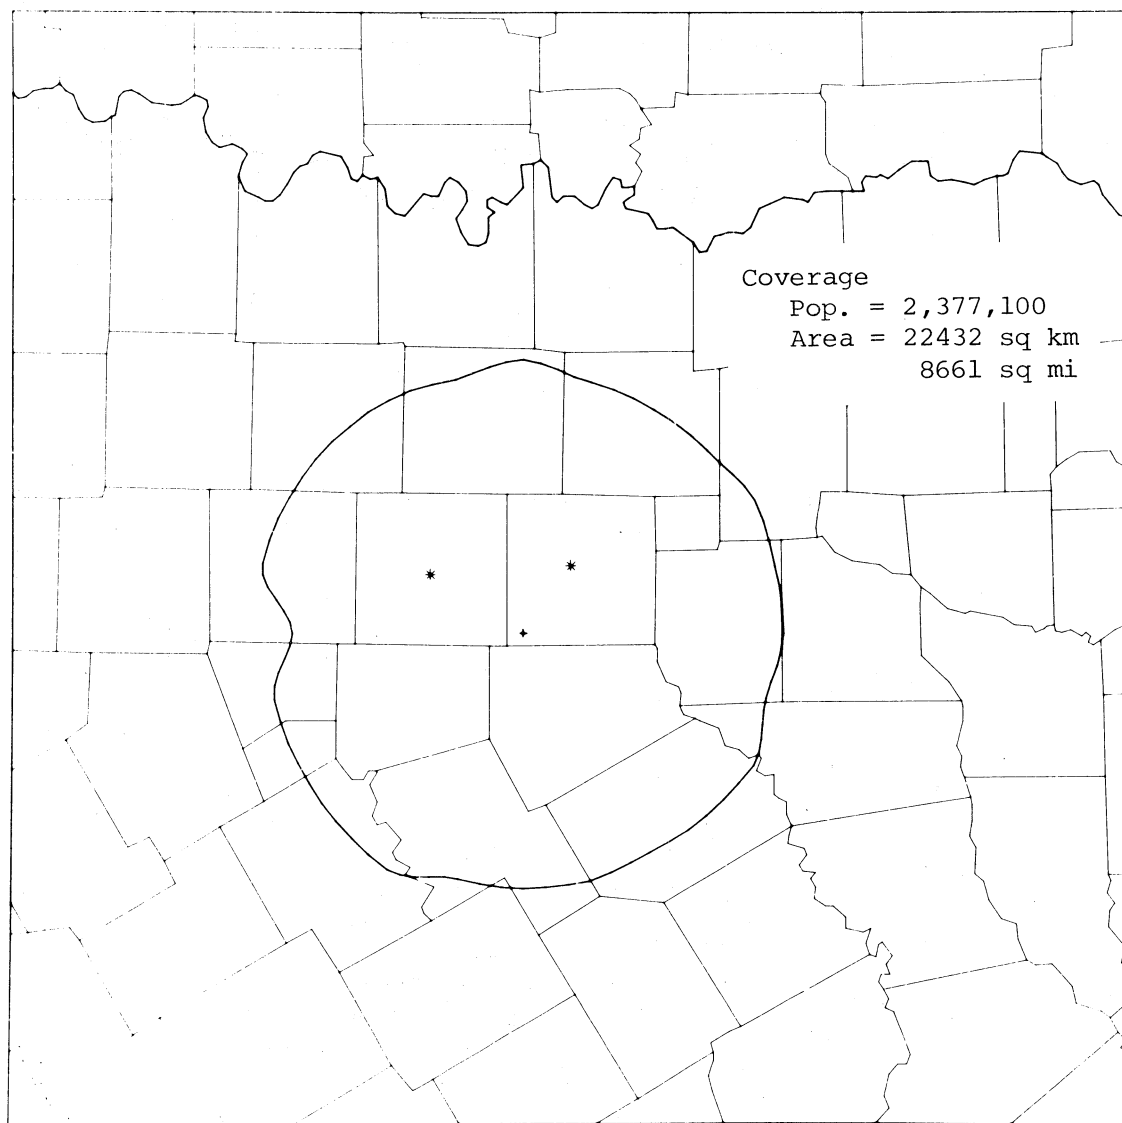 Coverage
Pop. = 2,377,100
Area = 22432 sq km
8661 sq mi